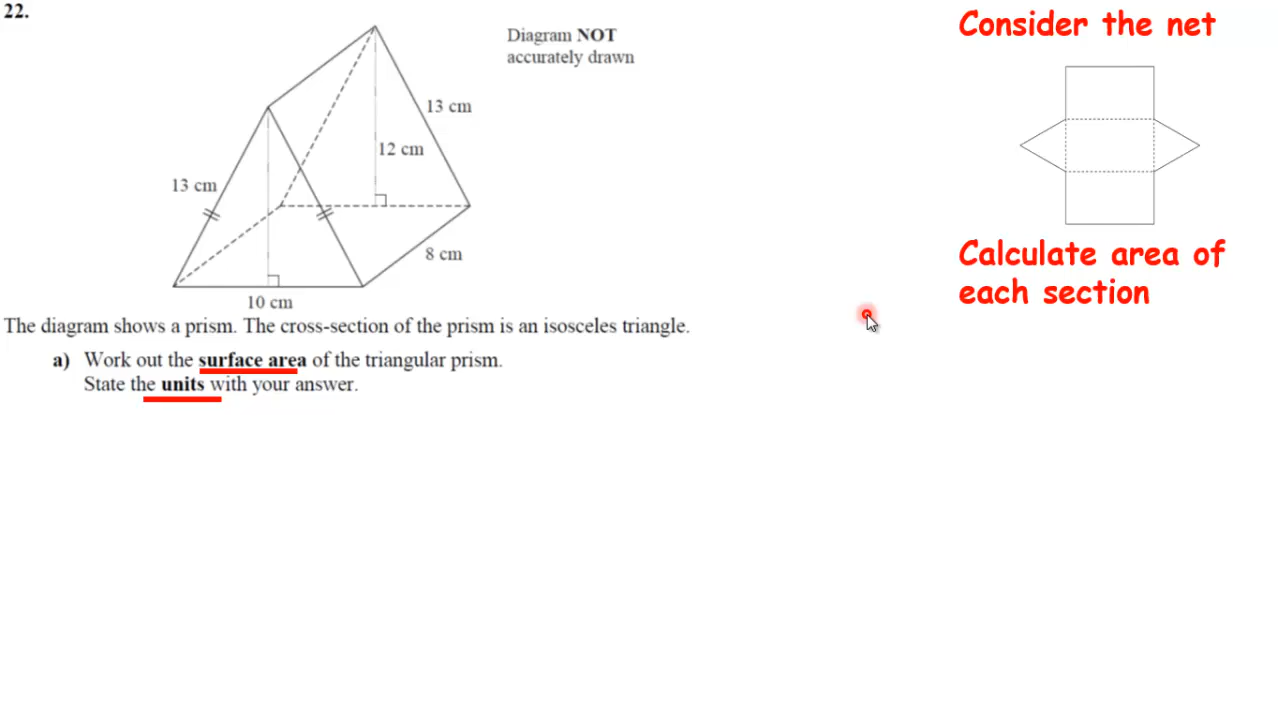 22.
Diagram NOT
accurately drawn
13 cm
12 cm
13 cm
8 cm
10 cm
The diagram shows a prism. The cross-section of the prism is an isosceles triangle.
a) Work out the surface area of the triangular prism.
State the units with your answer.
Consider the net
Calculate area of
each section